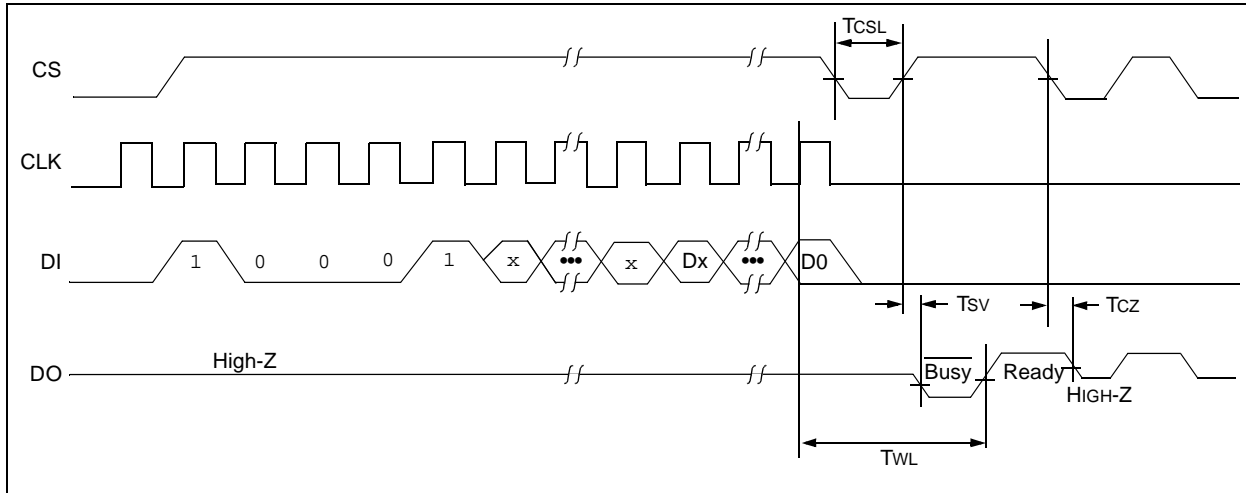 TCSL
CS
CLK
DI
1 0 0 0 1 x ••• x Dx ••• D0
TSV
TCZ
High-Z
DO
Busy
Ready
HIGH-Z
TWL